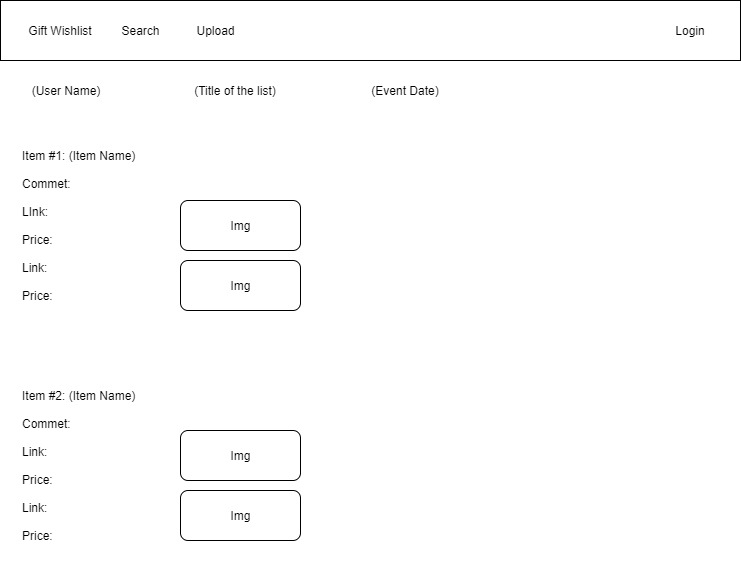 Gift Wishlist Search Upload Login
(User Name) (Title of the list) (Event Date)
Item #1: (Item Name)
Commet:
LInk:
Img
Price:
Link:
Img
Price:
Item #2: (Item Name)
Commet:
Link:
Img
Price:
Link:
Img
Price: